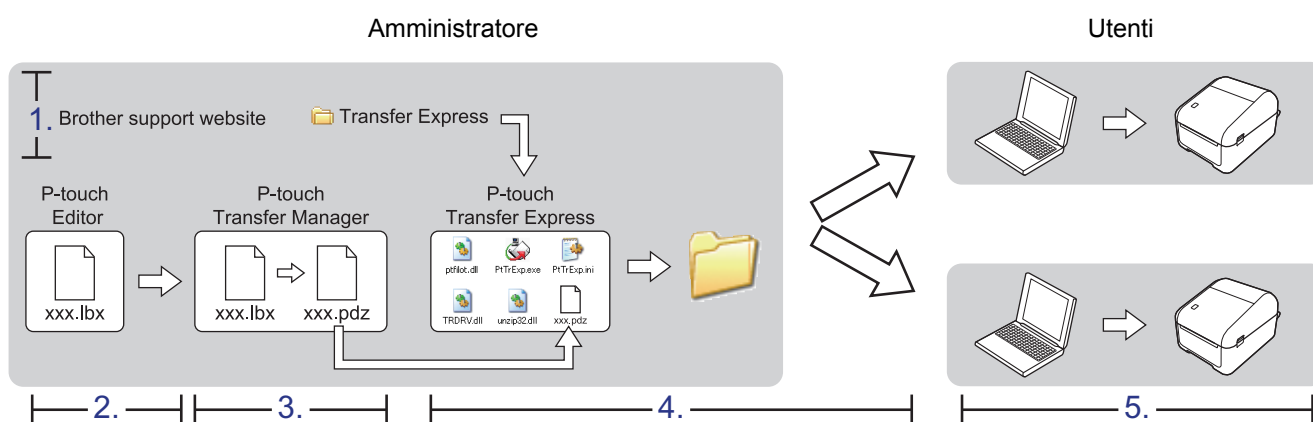 Amministratore
Utenti
1. Brother support website
Transfer Express
P-touch
Editor
xxx.lbx
P-touch
Transfer Manager
xxx.lbx
xxx.pdz
P-touch
Transfer Express
ptfilot.dll
PtTrExp.exe
PtTrExp.ini
TRDRV.dll
unzip32.dll
xxx.pdz
2.
3.
4.
5.